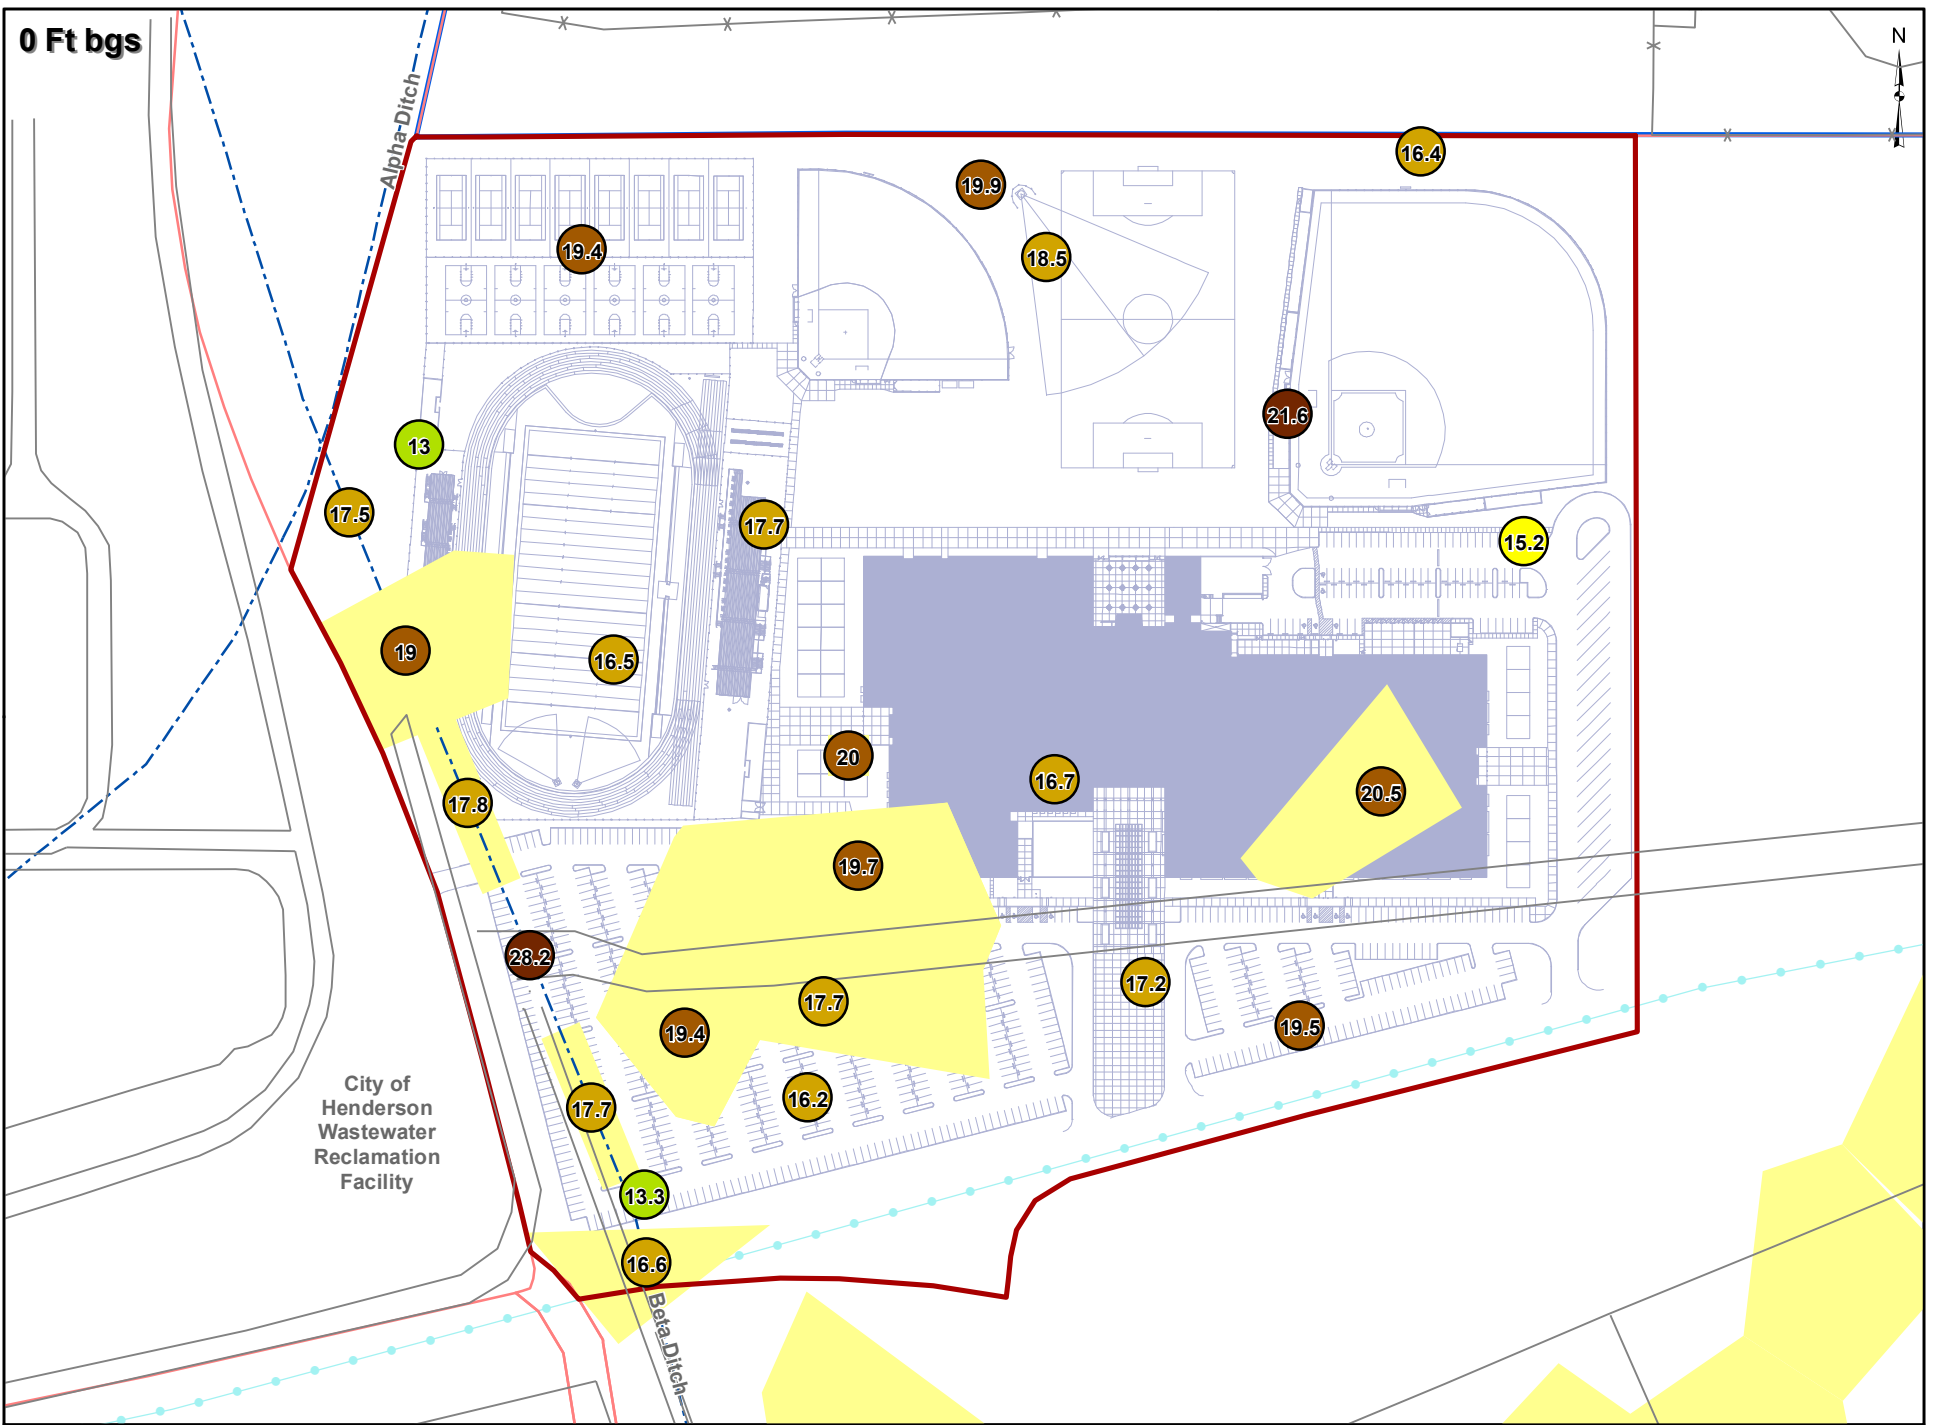 0 Ft bgs
N
Alpha Ditch
16.4
19.9
19.4
18.5
21.6
13
17.5
17.7
15.2
19
16.5
20
16.7
20.5
17.8
19.7
28.2
17.2
17.7
19.5
19.4
16.2
17.7
City of
Henderson
Wastewater
Reclamation
Facility
13.3
16.6
Beta Ditch